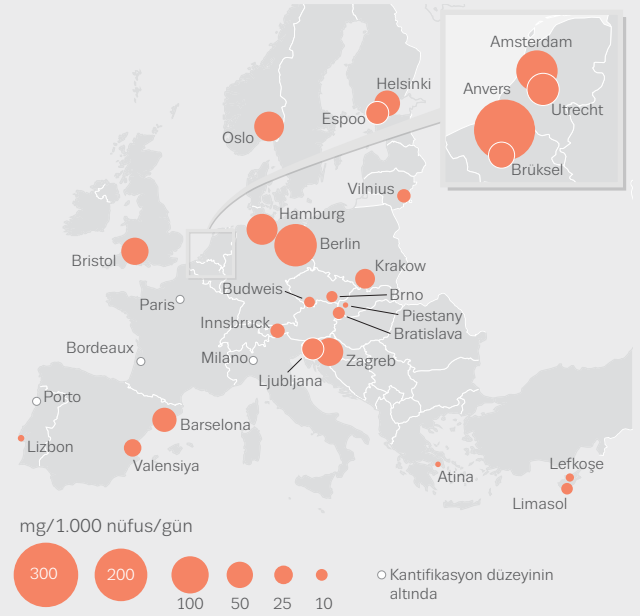 Amsterdam
Helsinki
Anvers
Utrecht
Espoo
Oslo
Brüksel
Vilnius
Hamburg
Berlin
Bristol
Krakow
Budweis
Brno
Paris
Piestany
Innsbruck
Bratislava
Bordeaux
Milano
Zagreb
Ljubljana
Porto
Barselona
Lizbon
Valensiya
Atina
Lefkoşe
Limasol
mg/1.000 nüfus/gün
300
200
100
50
25
10
Kantifikasyon düzeyinin
altında